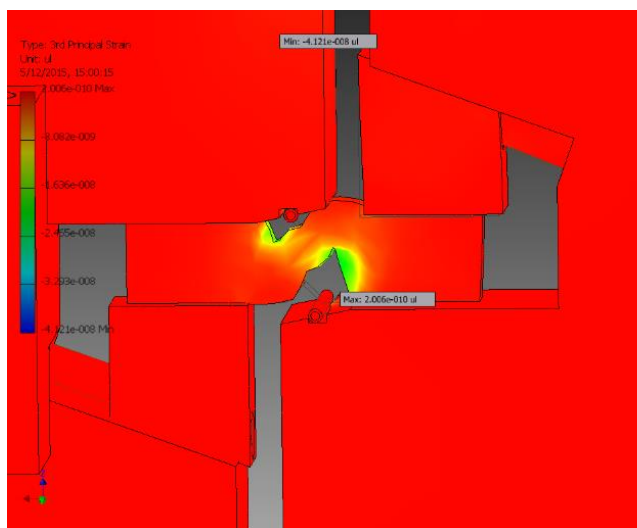 Type: 3rd Principal Strain
Unit: ul
5/12/2015, 15:00:15
2.006e-010 Max
-8.082e-009
-1.636e-008
-2.465e-008
-3.293e-008
-4.121e-008 Min
Min: -4.121e-008 ul
Max: 2.006e-010 ul